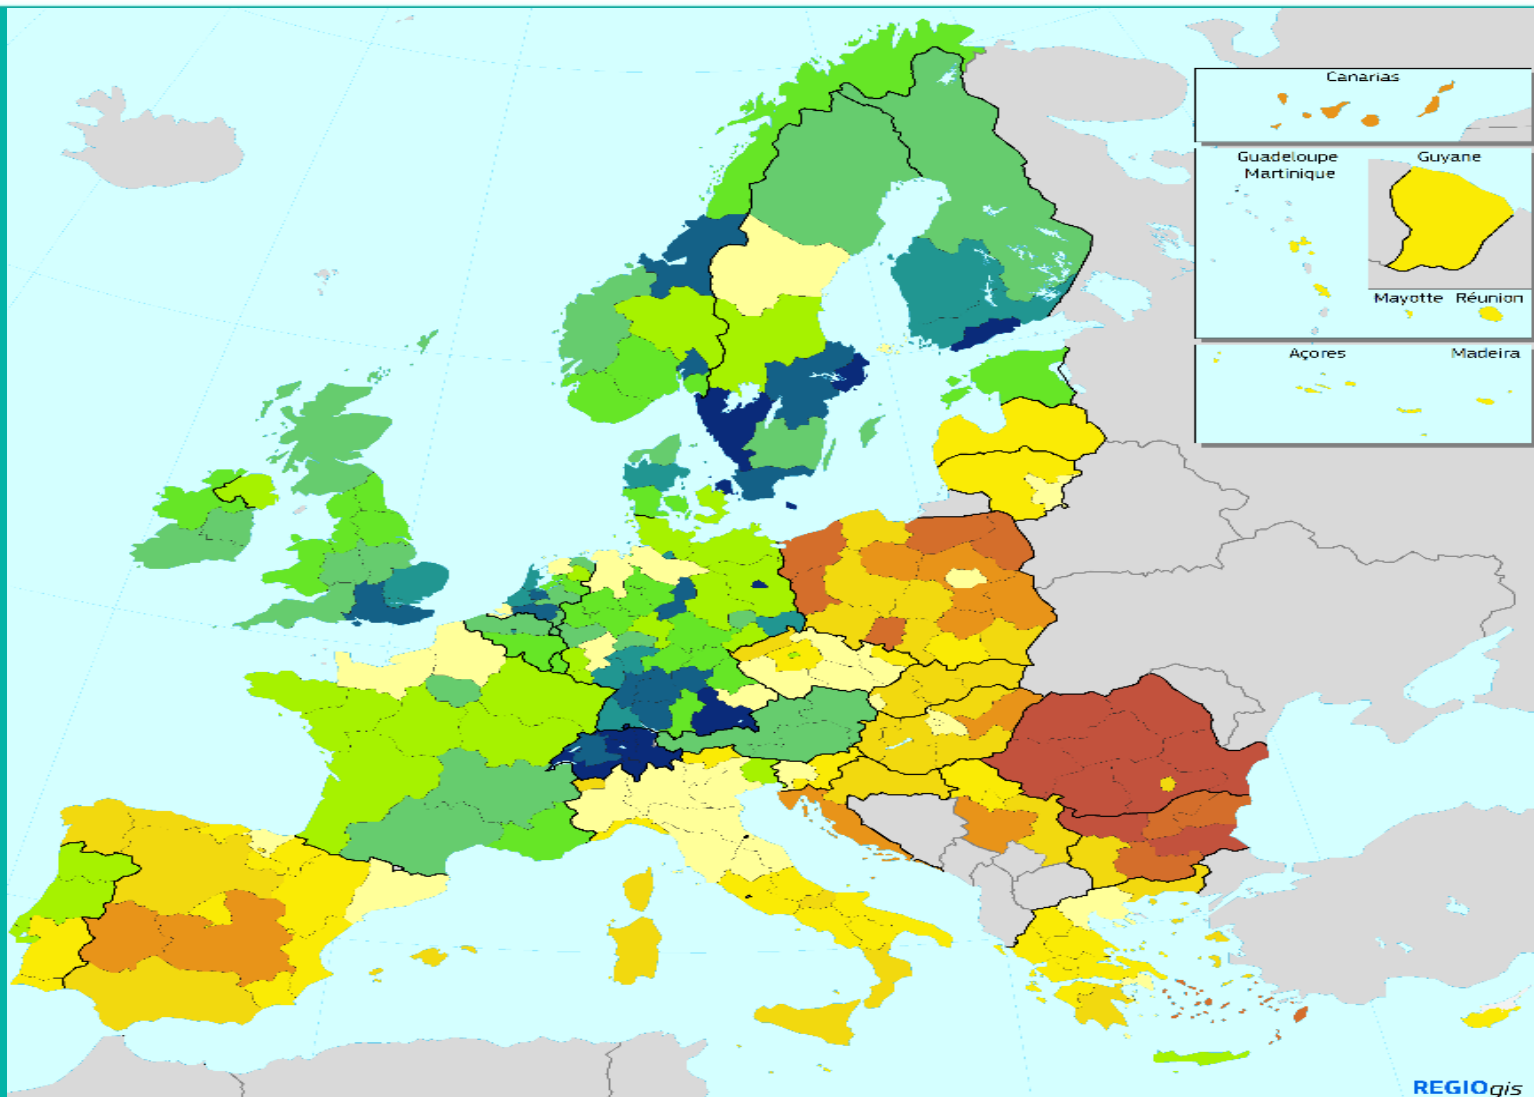 Canarias
Guadeloupe
Martinique
Guyane
Mayotte
Réunion
Açores
Madeira
REGIOgis